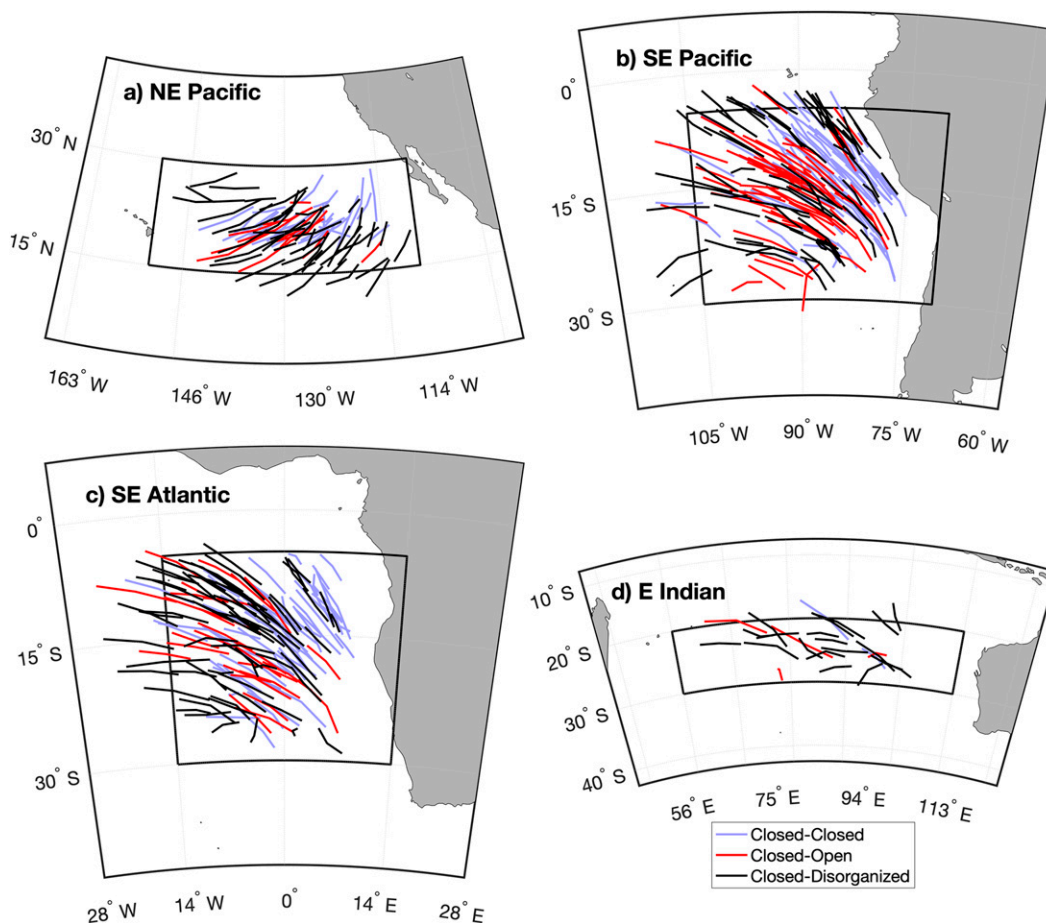 a) NE Pacific
30° N
15° N
163° W
146° W
130° W
114° W
b) SE Pacific
0°
15° S
30° S
105° W
90° W
75° W
60° W
c) SE Atlantic
0°
15° S
30° S
28° W
14° W
0°
14° E
28° E
d) E Indian
10° S
20° S
30° S
40° S
56° E
75° E
94° E
113° E
Closed-Closed
Closed-Open
Closed-Disorganized